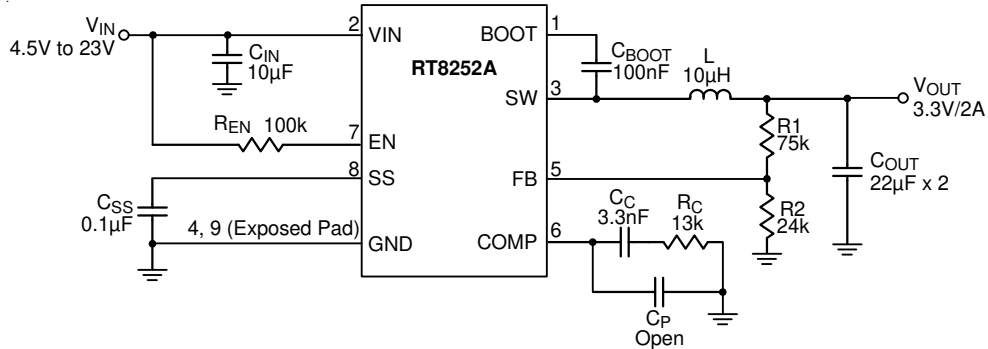 VIN
4.5V to 23V
CIN
10µF
REN 100k
CSS
0.1µF
4, 9 (Exposed Pad)
2
VIN
7
EN
8
SS
GND
RT8252A
BOOT
1
SW
3
FB
5
COMP
6
CBOOT
100nF
L
10µH
VOUT
3.3V/2A
R1
75k
COUT
22µF x 2
R2
24k
CC
3.3nF
RC
13k
CP
Open